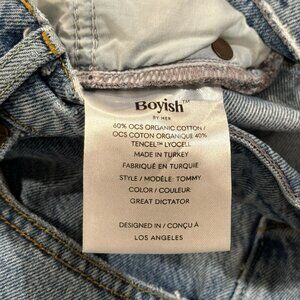 Boyish™
BY HER
60% OCS ORGANIC COTTON /
OCS COTON ORGANIQUE 40%
TENCEL™ LYOCELL
MADE IN TURKEY
FABRIQUÉ EN TURQUIE
STYLE / MODÈLE: TOMMY
COLOR / COULEUR:
GREAT DICTATOR
DESIGNED IN / CONÇU À
LOS ANGELES